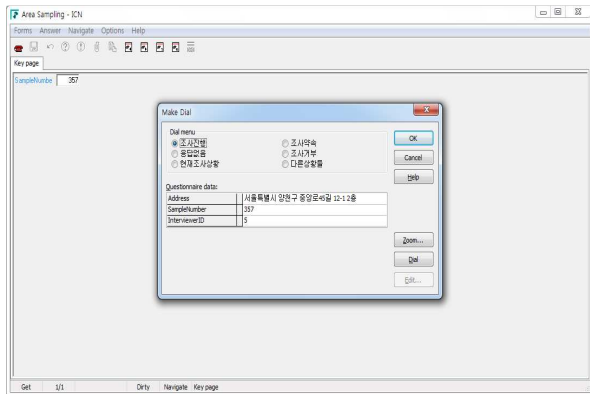 Area Sampling - ICN
Forms Answer Navigate Options Help
Key page
SampleNumbe 357
Make Dial
Dial menu
조사진행 조사약속
응답없음 조사거부
현재조사상황 다른상황들
OK
Cancel
Help
Questionnaire data:
Address 서울특별시 양천구 중앙로45길 12-1 2층
SampleNumber 357
InterviewerID 5
Zoom...
Dial
Edit...
Get 1/1 Dirty Navigate Key page